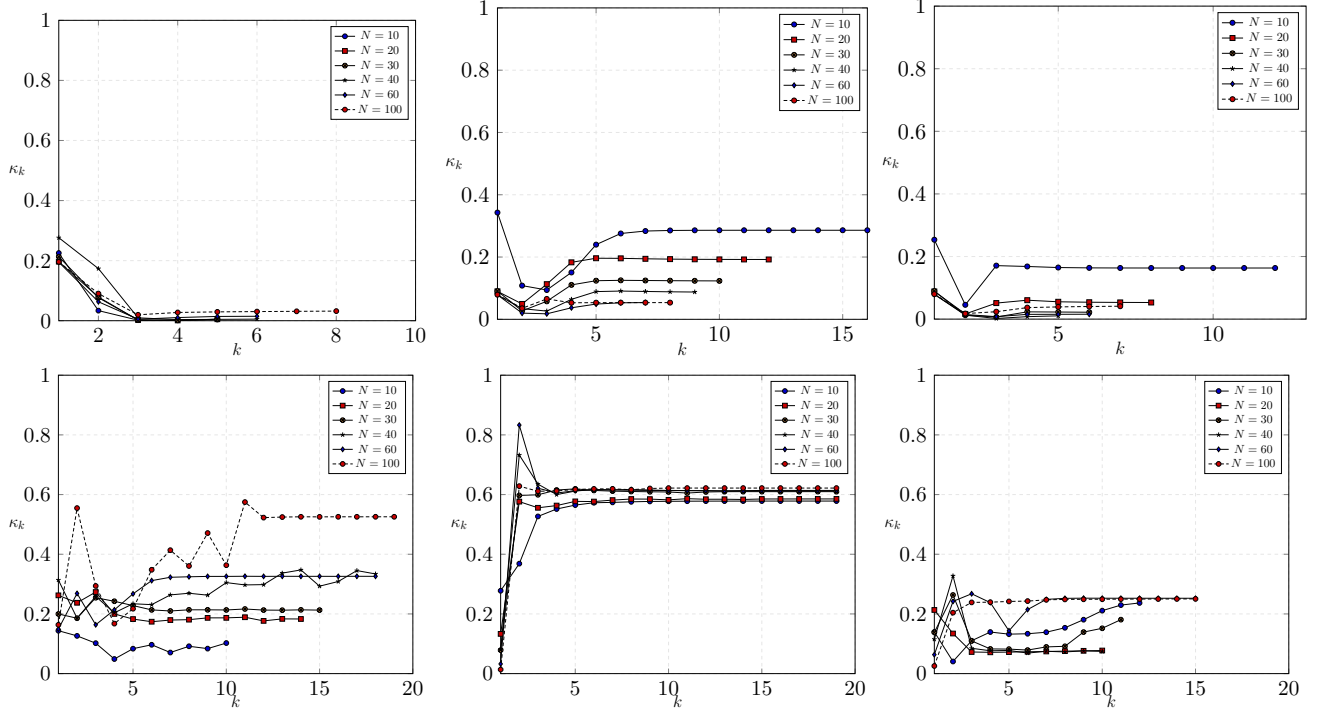 1
0.8
0.6
κk
0.4
0.2
0
2
4
6
8
10
k
N = 10
N = 20
N = 30
N = 40
N = 60
N = 100
1
0.8
0.6
κk
0.4
0.2
0
5
10
15
k
N = 10
N = 20
N = 30
N = 40
N = 60
N = 100
1
0.8
0.6
κk
0.4
0.2
0
5
10
k
N = 10
N = 20
N = 30
N = 40
N = 60
N = 100
1
0.8
0.6
κk
0.4
0.2
0
5
10
15
20
k
N = 10
N = 20
N = 30
N = 40
N = 60
N = 100
1
0.8
0.6
κk
0.4
0.2
0
5
10
15
20
k
N = 10
N = 20
N = 30
N = 40
N = 60
N = 100
1
0.8
0.6
κk
0.4
0.2
0
5
10
15
20
k
N = 10
N = 20
N = 30
N = 40
N = 60
N = 100